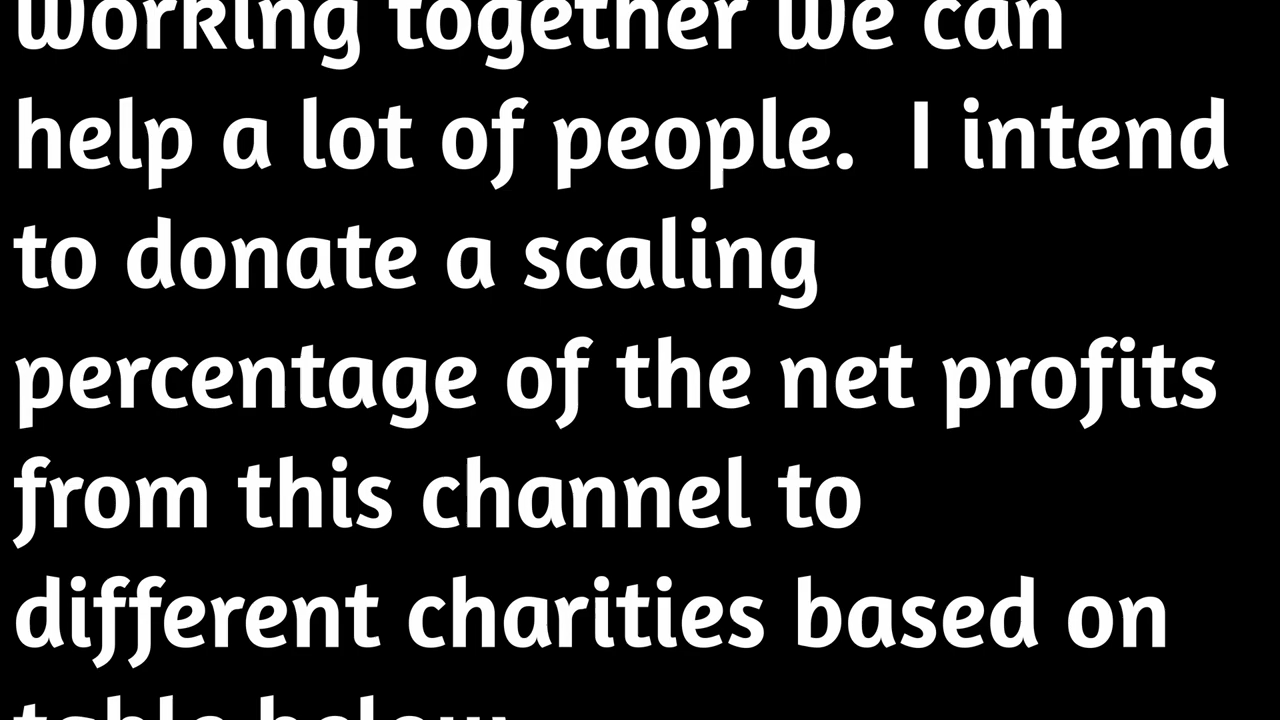 Working together we can
help a lot of people.  I intend
to donate a scaling
percentage of the net profits
from this channel to
different charities based on
table below